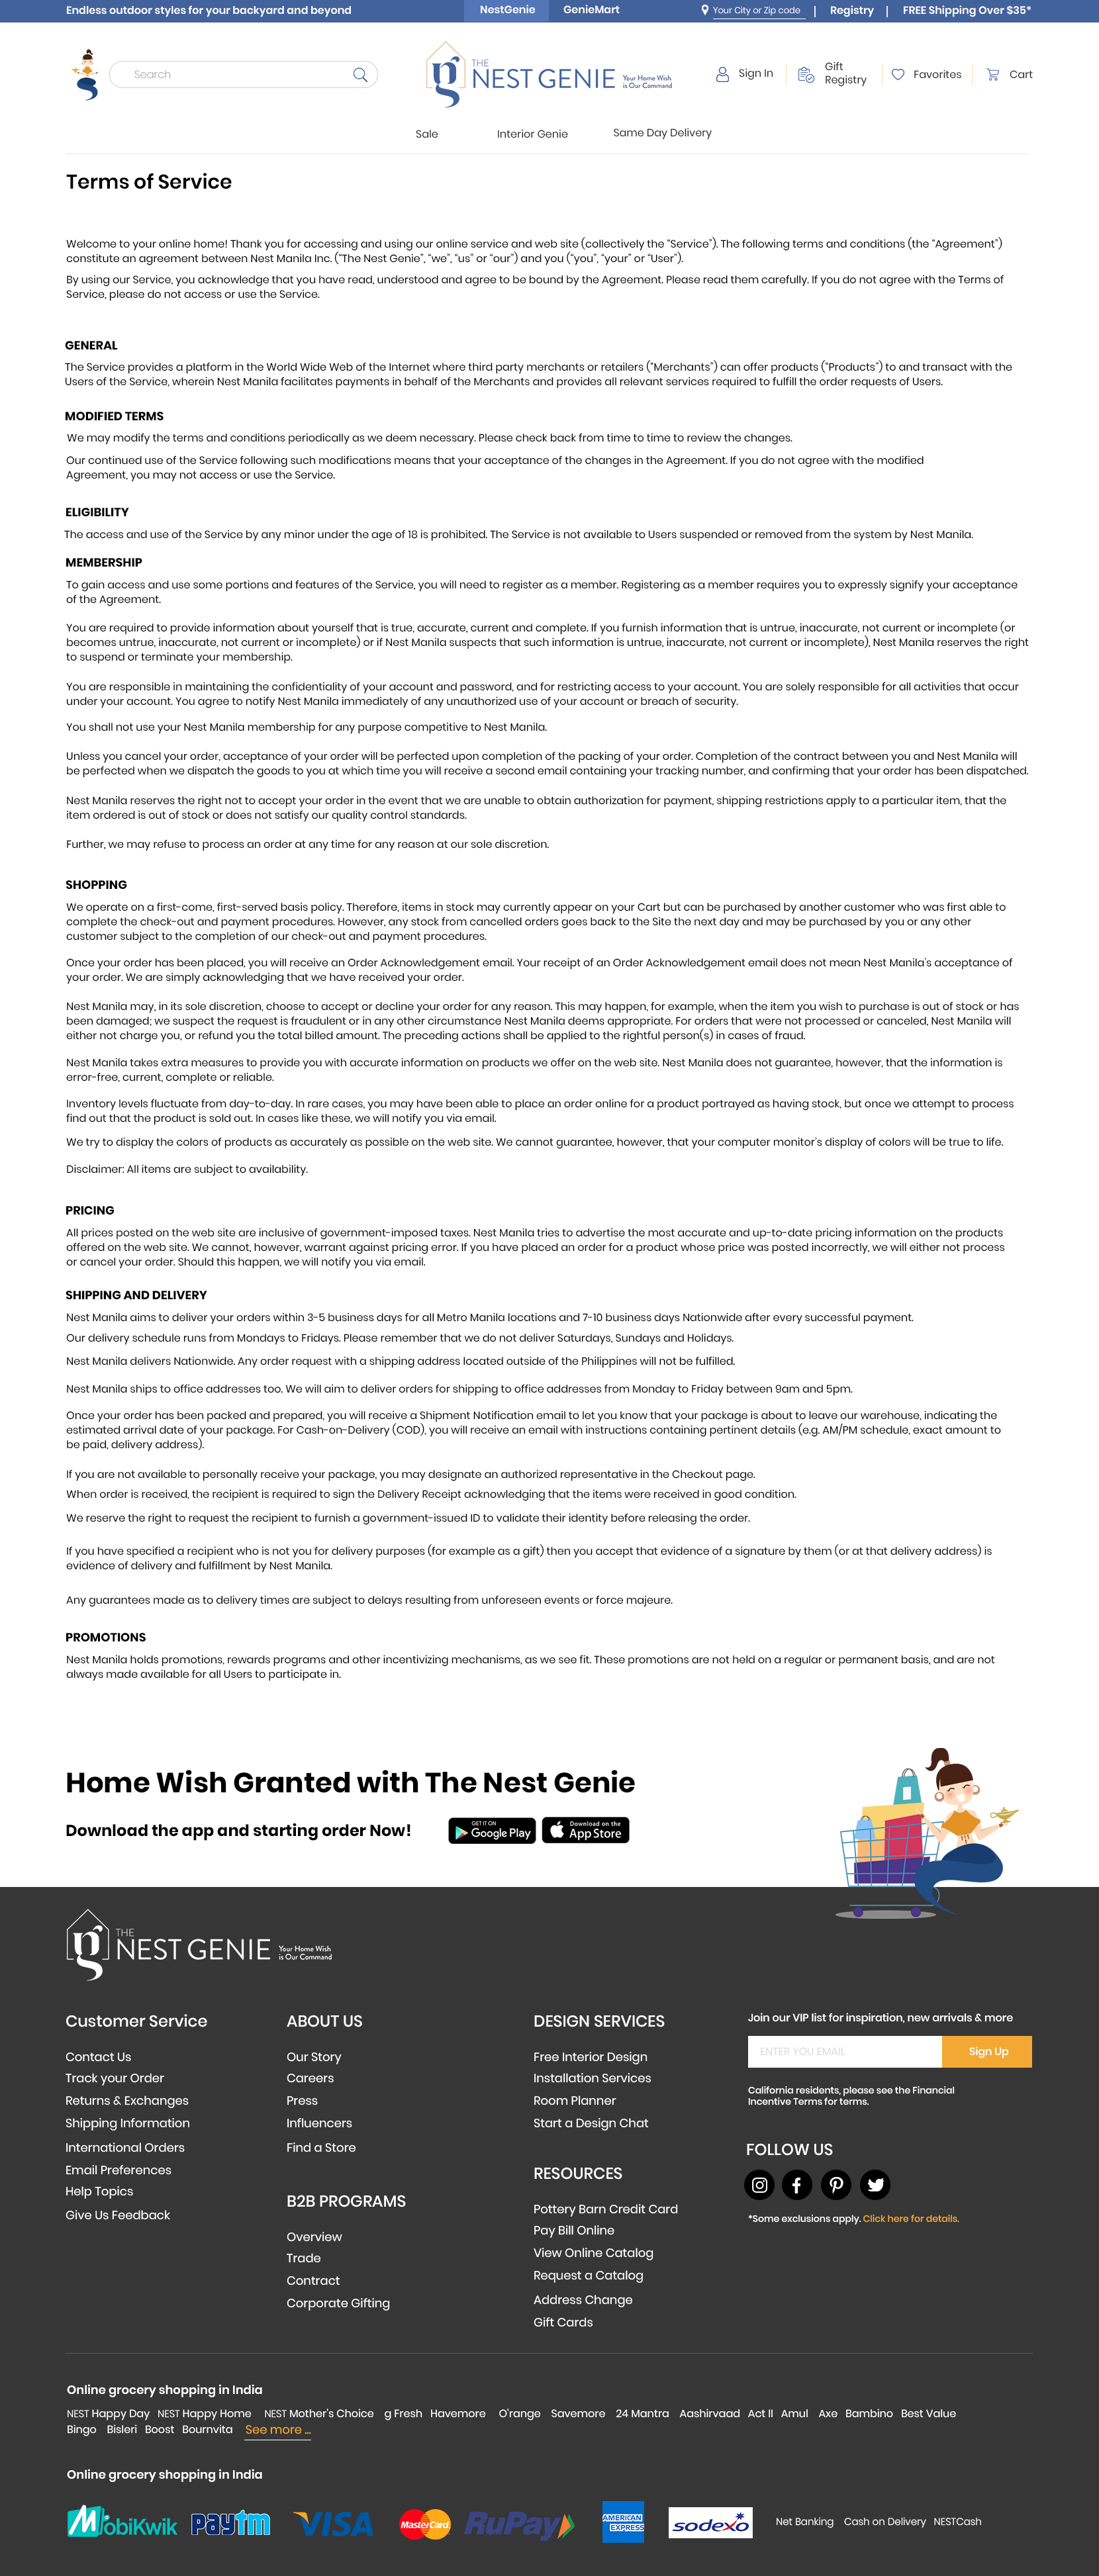 Endless outdoor styles for your backyard and beyond
NestGenie GenieMart
Your City or Zip code | Registry | FREE Shipping Over $35*
Search
THE
NEST GENIE
Your Home Wish
is Our Command
Sign In
Gift
Registry
Favorites
Cart
Sale Interior Genie Same Day Delivery
Terms of Service
Welcome to your online home! Thank you for accessing and using our online service and web site (collectively the “Service”). The following terms and conditions (the “Agreement”)
constitute an agreement between Nest Manila Inc. (“The Nest Genie”, “we”, “us” or “our”) and you (“you”, “your” or “User”).
By using our Service, you acknowledge that you have read, understood and agree to be bound by the Agreement. Please read them carefully. If you do not agree with the Terms of
Service, please do not access or use the Service.
GENERAL
The Service provides a platform in the World Wide Web of the Internet where third party merchants or retailers (“Merchants”) can offer products (“Products”) to and transact with the
Users of the Service, wherein Nest Manila facilitates payments in behalf of the Merchants and provides all relevant services required to fulfill the order requests of Users.
MODIFIED TERMS
We may modify the terms and conditions periodically as we deem necessary. Please check back from time to time to review the changes.
Our continued use of the Service following such modifications means that your acceptance of the changes in the Agreement. If you do not agree with the modified
Agreement, you may not access or use the Service.
ELIGIBILITY
The access and use of the Service by any minor under the age of 18 is prohibited. The Service is not available to Users suspended or removed from the system by Nest Manila.
MEMBERSHIP
To gain access and use some portions and features of the Service, you will need to register as a member. Registering as a member requires you to expressly signify your acceptance
of the Agreement.
You are required to provide information about yourself that is true, accurate, current and complete. If you furnish information that is untrue, inaccurate, not current or incomplete (or
becomes untrue, inaccurate, not current or incomplete) or if Nest Manila suspects that such information is untrue, inaccurate, not current or incomplete), Nest Manila reserves the right
to suspend or terminate your membership.
You are responsible in maintaining the confidentiality of your account and password, and for restricting access to your account. You are solely responsible for all activities that occur
under your account. You agree to notify Nest Manila immediately of any unauthorized use of your account or breach of security.
You shall not use your Nest Manila membership for any purpose competitive to Nest Manila.
Unless you cancel your order, acceptance of your order will be perfected upon completion of the packing of your order. Completion of the contract between you and Nest Manila will
be perfected when we dispatch the goods to you at which time you will receive a second email containing your tracking number, and confirming that your order has been dispatched.
Nest Manila reserves the right not to accept your order in the event that we are unable to obtain authorization for payment, shipping restrictions apply to a particular item, that the
item ordered is out of stock or does not satisfy our quality control standards.
Further, we may refuse to process an order at any time for any reason at our sole discretion.
SHOPPING
We operate on a first-come, first-served basis policy. Therefore, items in stock may currently appear on your Cart but can be purchased by another customer who was first able to
complete the check-out and payment procedures. However, any stock from cancelled orders goes back to the Site the next day and may be purchased by you or any other
customer subject to the completion of our check-out and payment procedures.
Once your order has been placed, you will receive an Order Acknowledgement email. Your receipt of an Order Acknowledgement email does not mean Nest Manila's acceptance of
your order. We are simply acknowledging that we have received your order.
Nest Manila may, in its sole discretion, choose to accept or decline your order for any reason. This may happen, for example, when the item you wish to purchase is out of stock or has
been damaged; we suspect the request is fraudulent or in any other circumstance Nest Manila deems appropriate. For orders that were not processed or canceled, Nest Manila will
either not charge you, or refund you the total billed amount. The preceding actions shall be applied to the rightful person(s) in cases of fraud.
Nest Manila takes extra measures to provide you with accurate information on products we offer on the web site. Nest Manila does not guarantee, however, that the information is
error-free, current, complete or reliable.
Inventory levels fluctuate from day-to-day. In rare cases, you may have been able to place an order online for a product portrayed as having stock, but once we attempt to process
find out that the product is sold out. In cases like these, we will notify you via email.
We try to display the colors of products as accurately as possible on the web site. We cannot guarantee, however, that your computer monitor's display of colors will be true to life.
Disclaimer: All items are subject to availability.
PRICING
All prices posted on the web site are inclusive of government-imposed taxes. Nest Manila tries to advertise the most accurate and up-to-date pricing information on the products
offered on the web site. We cannot, however, warrant against pricing error. If you have placed an order for a product whose price was posted incorrectly, we will either not process
or cancel your order. Should this happen, we will notify you via email.
SHIPPING AND DELIVERY
Nest Manila aims to deliver your orders within 3-5 business days for all Metro Manila locations and 7-10 business days Nationwide after every successful payment.
Our delivery schedule runs from Mondays to Fridays. Please remember that we do not deliver Saturdays, Sundays and Holidays.
Nest Manila delivers Nationwide. Any order request with a shipping address located outside of the Philippines will not be fulfilled.
Nest Manila ships to office addresses too. We will aim to deliver orders for shipping to office addresses from Monday to Friday between 9am and 5pm.
Once your order has been packed and prepared, you will receive a Shipment Notification email to let you know that your package is about to leave our warehouse, indicating the
estimated arrival date of your package. For Cash-on-Delivery (COD), you will receive an email with instructions containing pertinent details (e.g. AM/PM schedule, exact amount to
be paid, delivery address).
If you are not available to personally receive your package, you may designate an authorized representative in the Checkout page.
When order is received, the recipient is required to sign the Delivery Receipt acknowledging that the items were received in good condition.
We reserve the right to request the recipient to furnish a government-issued ID to validate their identity before releasing the order.
If you have specified a recipient who is not you for delivery purposes (for example as a gift) then you accept that evidence of a signature by them (or at that delivery address) is
evidence of delivery and fulfillment by Nest Manila.
Any guarantees made as to delivery times are subject to delays resulting from unforeseen events or force majeure.
PROMOTIONS
Nest Manila holds promotions, rewards programs and other incentivizing mechanisms, as we see fit. These promotions are not held on a regular or permanent basis, and are not
always made available for all Users to participate in.
Home Wish Granted with The Nest Genie
Download the app and starting order Now!
GET IT ON
Google Play
Download on the
App Store
THE
NEST GENIE
Your Home Wish
is Our Command
Customer Service
Contact Us
Track your Order
Returns & Exchanges
Shipping Information
International Orders
Email Preferences
Help Topics
Give Us Feedback
ABOUT US
Our Story
Careers
Press
Influencers
Find a Store
B2B PROGRAMS
Overview
Trade
Contract
Corporate Gifting
DESIGN SERVICES
Free Interior Design
Installation Services
Room Planner
Start a Design Chat
RESOURCES
Pottery Barn Credit Card
Pay Bill Online
View Online Catalog
Request a Catalog
Address Change
Gift Cards
Join our VIP list for inspiration, new arrivals & more
ENTER YOU EMAIL
Sign Up
California residents, please see the Financial
Incentive Terms for terms.
FOLLOW US
*Some exclusions apply. Click here for details.
Online grocery shopping in India
NEST Happy Day NEST Happy Home NEST Mother's Choice g Fresh Havemore O'range Savemore 24 Mantra Aashirvaad Act II Amul Axe Bambino Best Value
Bingo Bisleri Boost Bournvita See more ...
Online grocery shopping in India
MobiKwik paytm VISA MasterCard RuPay AMERICAN EXPRESS sodexo Net Banking Cash on Delivery NESTCash